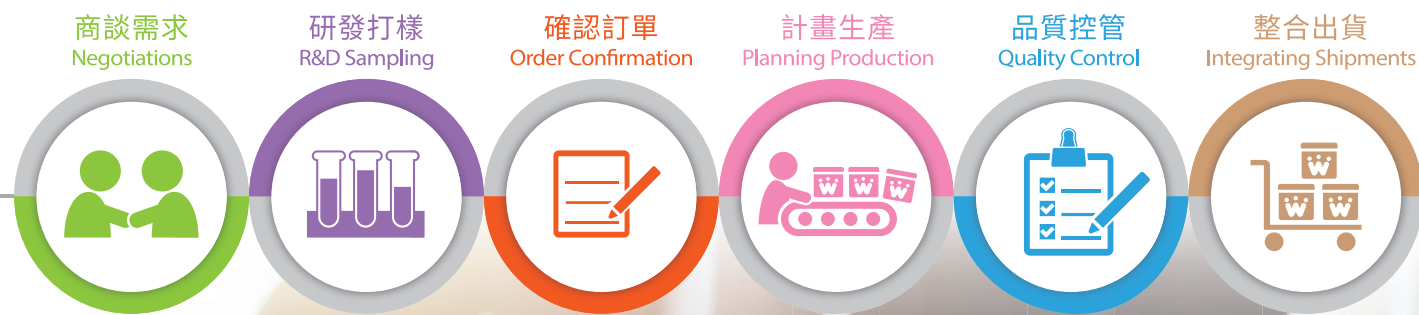 商談需求
Negotiations
研發打樣
R&D Sampling
確認訂單
Order Confirmation
計畫生產
Planning Production
品質控管
Quality Control
整合出貨
Integrating Shipments
W
W
W
W
W
W